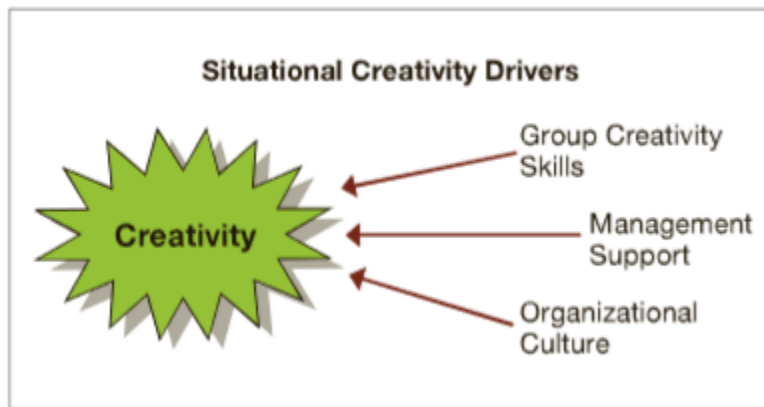 Situational Creativity Drivers
Group Creativity
Skills
Creativity
Management
Support
Organizational
Culture